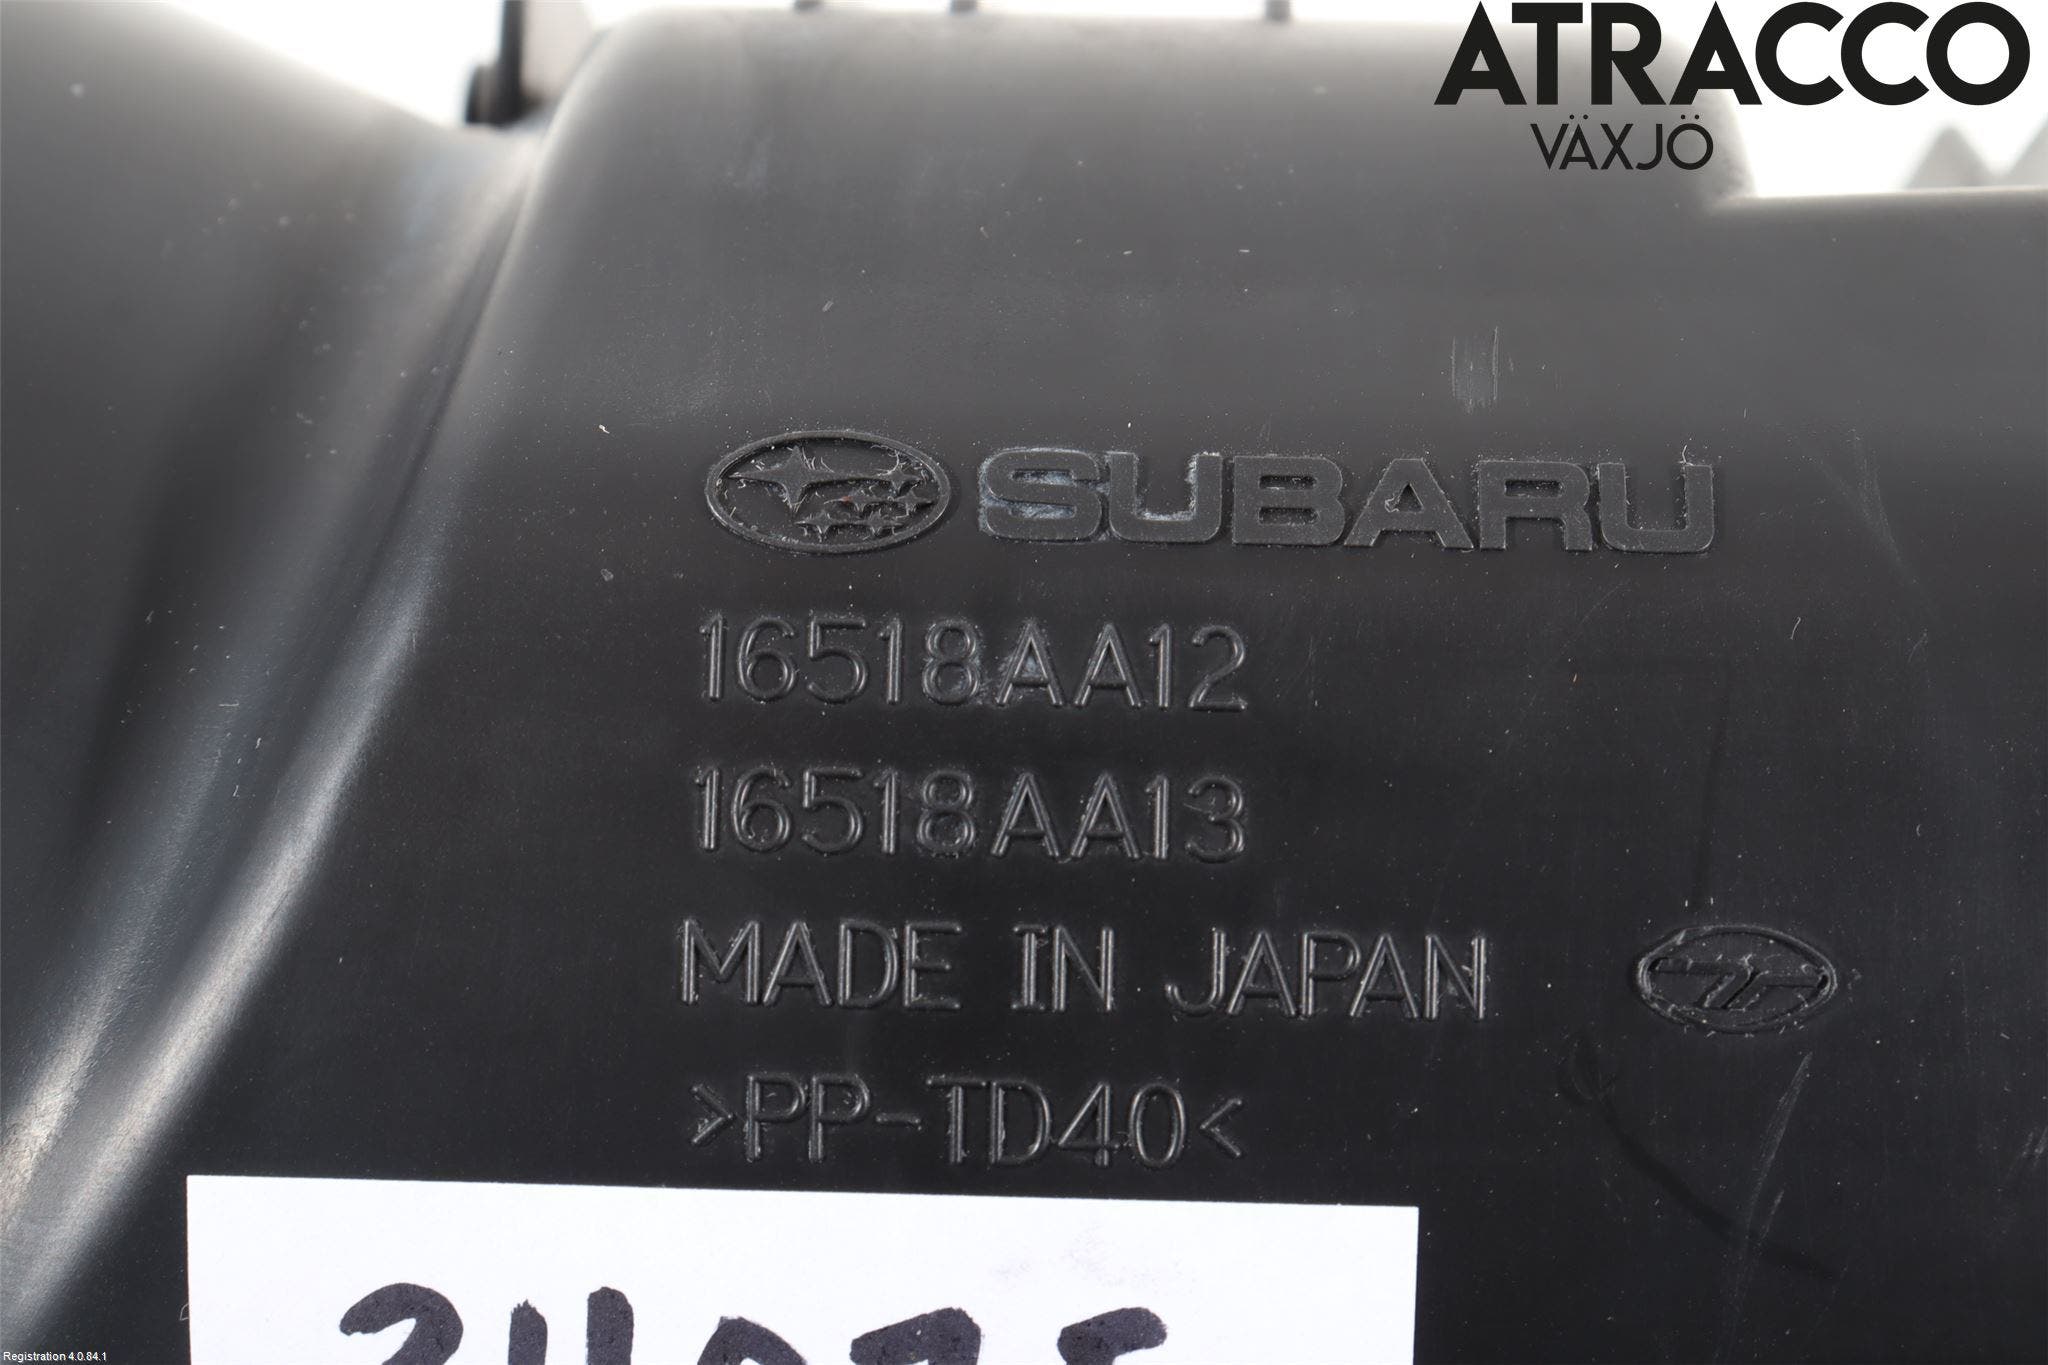 ATRACCO
VÄXJÖ
SUBARU
16518AA12
16518AA13
MADE IN JAPAN
>PP-TD40<
Registration 4.0.84.1